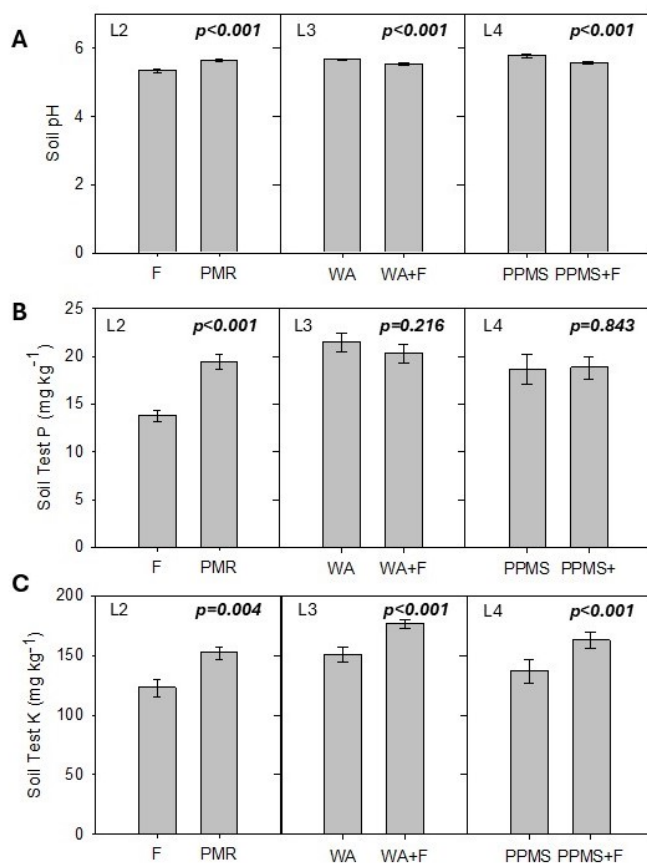 A
L2 p<0.001 L3 p<0.001 L4 p<0.001
6
4
2
0
Soil pH
F PMR WA WA+F PPMS PPMS+F
B
25
L2 p<0.001 L3 p=0.216 L4 p=0.843
20
15
10
5
0
Soil Test P (mg kg⁻¹)
F PMR WA WA+F PPMS PPMS+
C
200
L2 p=0.004 L3 p<0.001 L4 p<0.001
150
100
50
0
Soil Test K (mg kg⁻¹)
F PMR WA WA+F PPMS PPMS+F